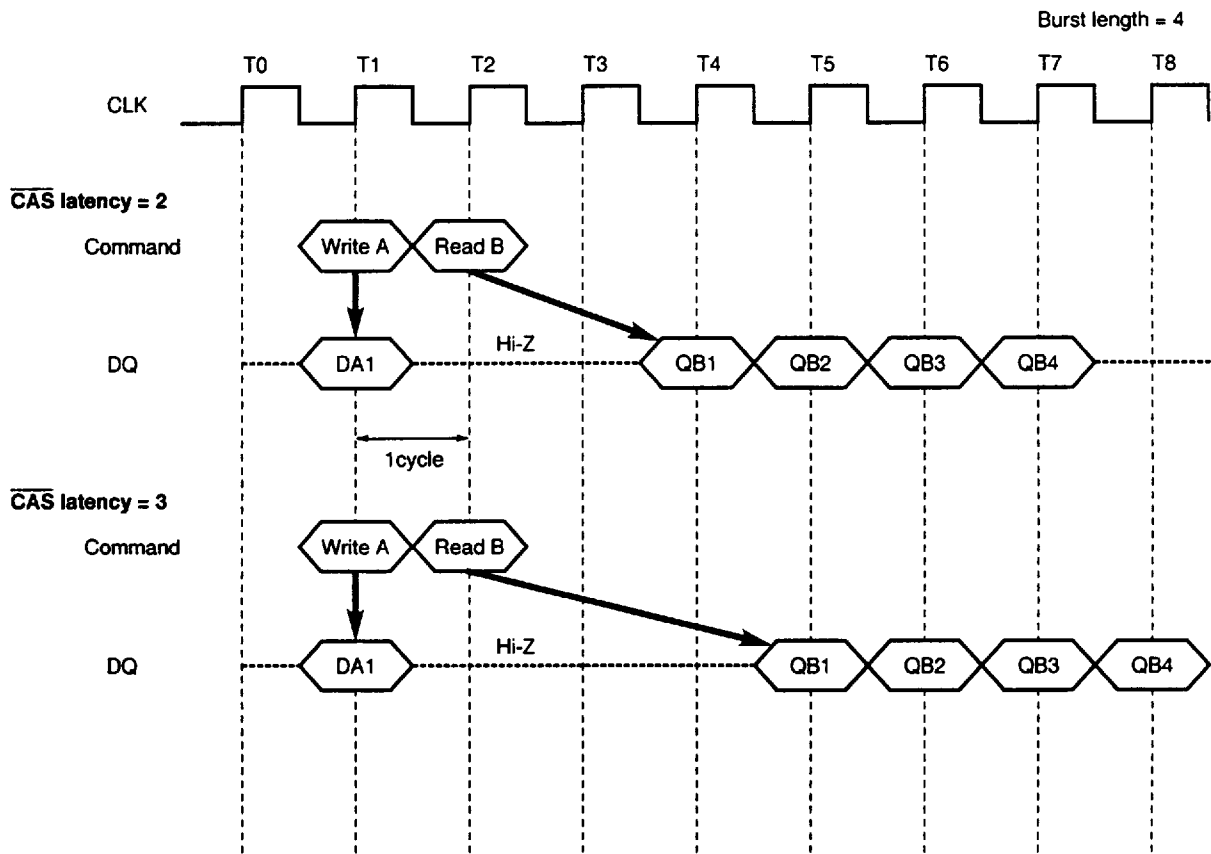 Burst length = 4
T0 T1 T2 T3 T4 T5 T6 T7 T8
CLK
CAS latency = 2
Command Write A Read B
Hi-Z
DQ DA1 QB1 QB2 QB3 QB4
1cycle
CAS latency = 3
Command Write A Read B
Hi-Z
DQ DA1 QB1 QB2 QB3 QB4